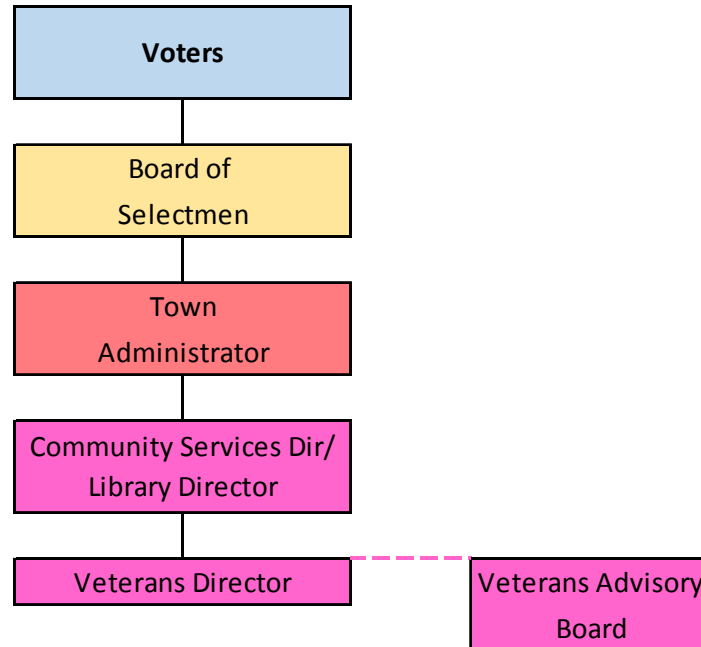 Voters
Board of
Selectmen
Town
Administrator
Community Services Dir/
Library Director
Veterans Director
Veterans Advisory
Board